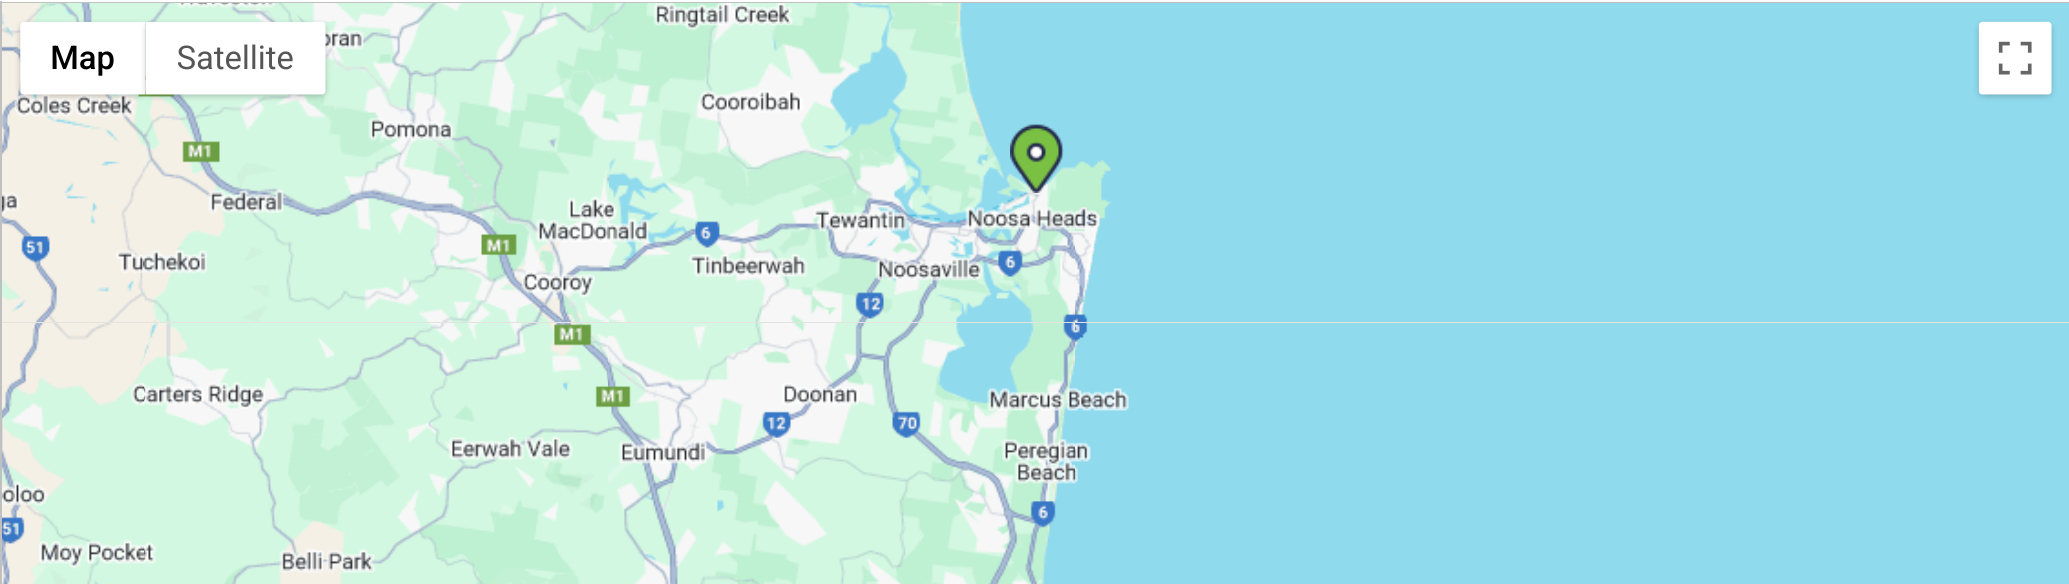 Ringtail Creek
Map
Satellite
Coles Creek
Cooroibah
Pomona
M1
Federal
Lake
MacDonald
6
Tewantin
Noosa Heads
51
M1
Tuchekoi
Tinbeerwah
Noosaville
6
Cooroy
12
M1
6
Carters Ridge
M1
Doonan
Marcus Beach
12
70
Eerwah Vale
Eumundi
Peregian
Beach
oloo
51
6
Moy Pocket
Belli Park